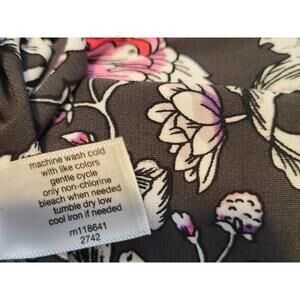 machine wash cold
with like colors
gentle cycle
only non-chlorine
bleach when needed
tumble dry low
cool iron if needed
rn118641
2742